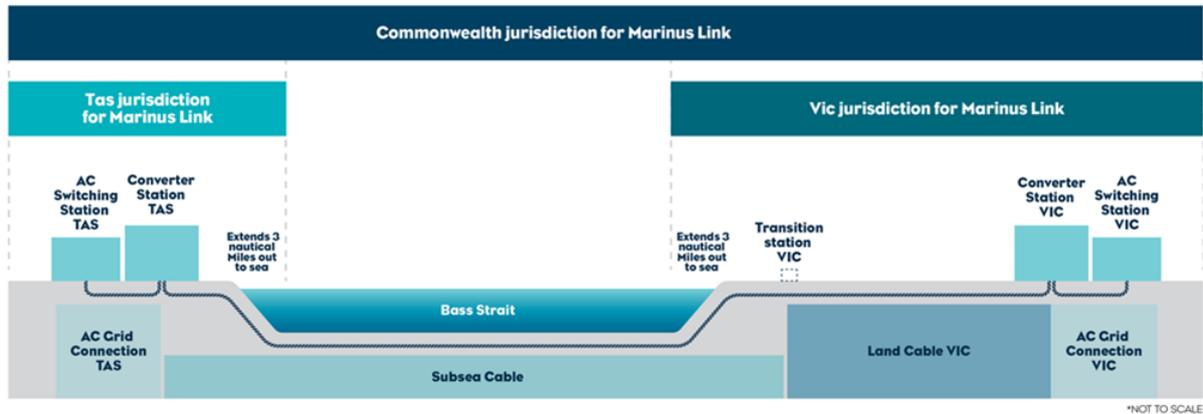 Commonwealth jurisdiction for Marinus Link
Tas jurisdiction
for Marinus Link
Vic jurisdiction for Marinus Link
AC
Switching
Station
TAS
Converter
Station
TAS
Extends 3
nautical
Miles out
to sea
Extends 3
nautical
Miles out
to sea
Transition
station
VIC
Converter
Station
VIC
AC
Switching
Station
VIC
Bass Strait
AC Grid
Connection
TAS
Subsea Cable
Land Cable VIC
AC Grid
Connection
VIC
*NOT TO SCALE